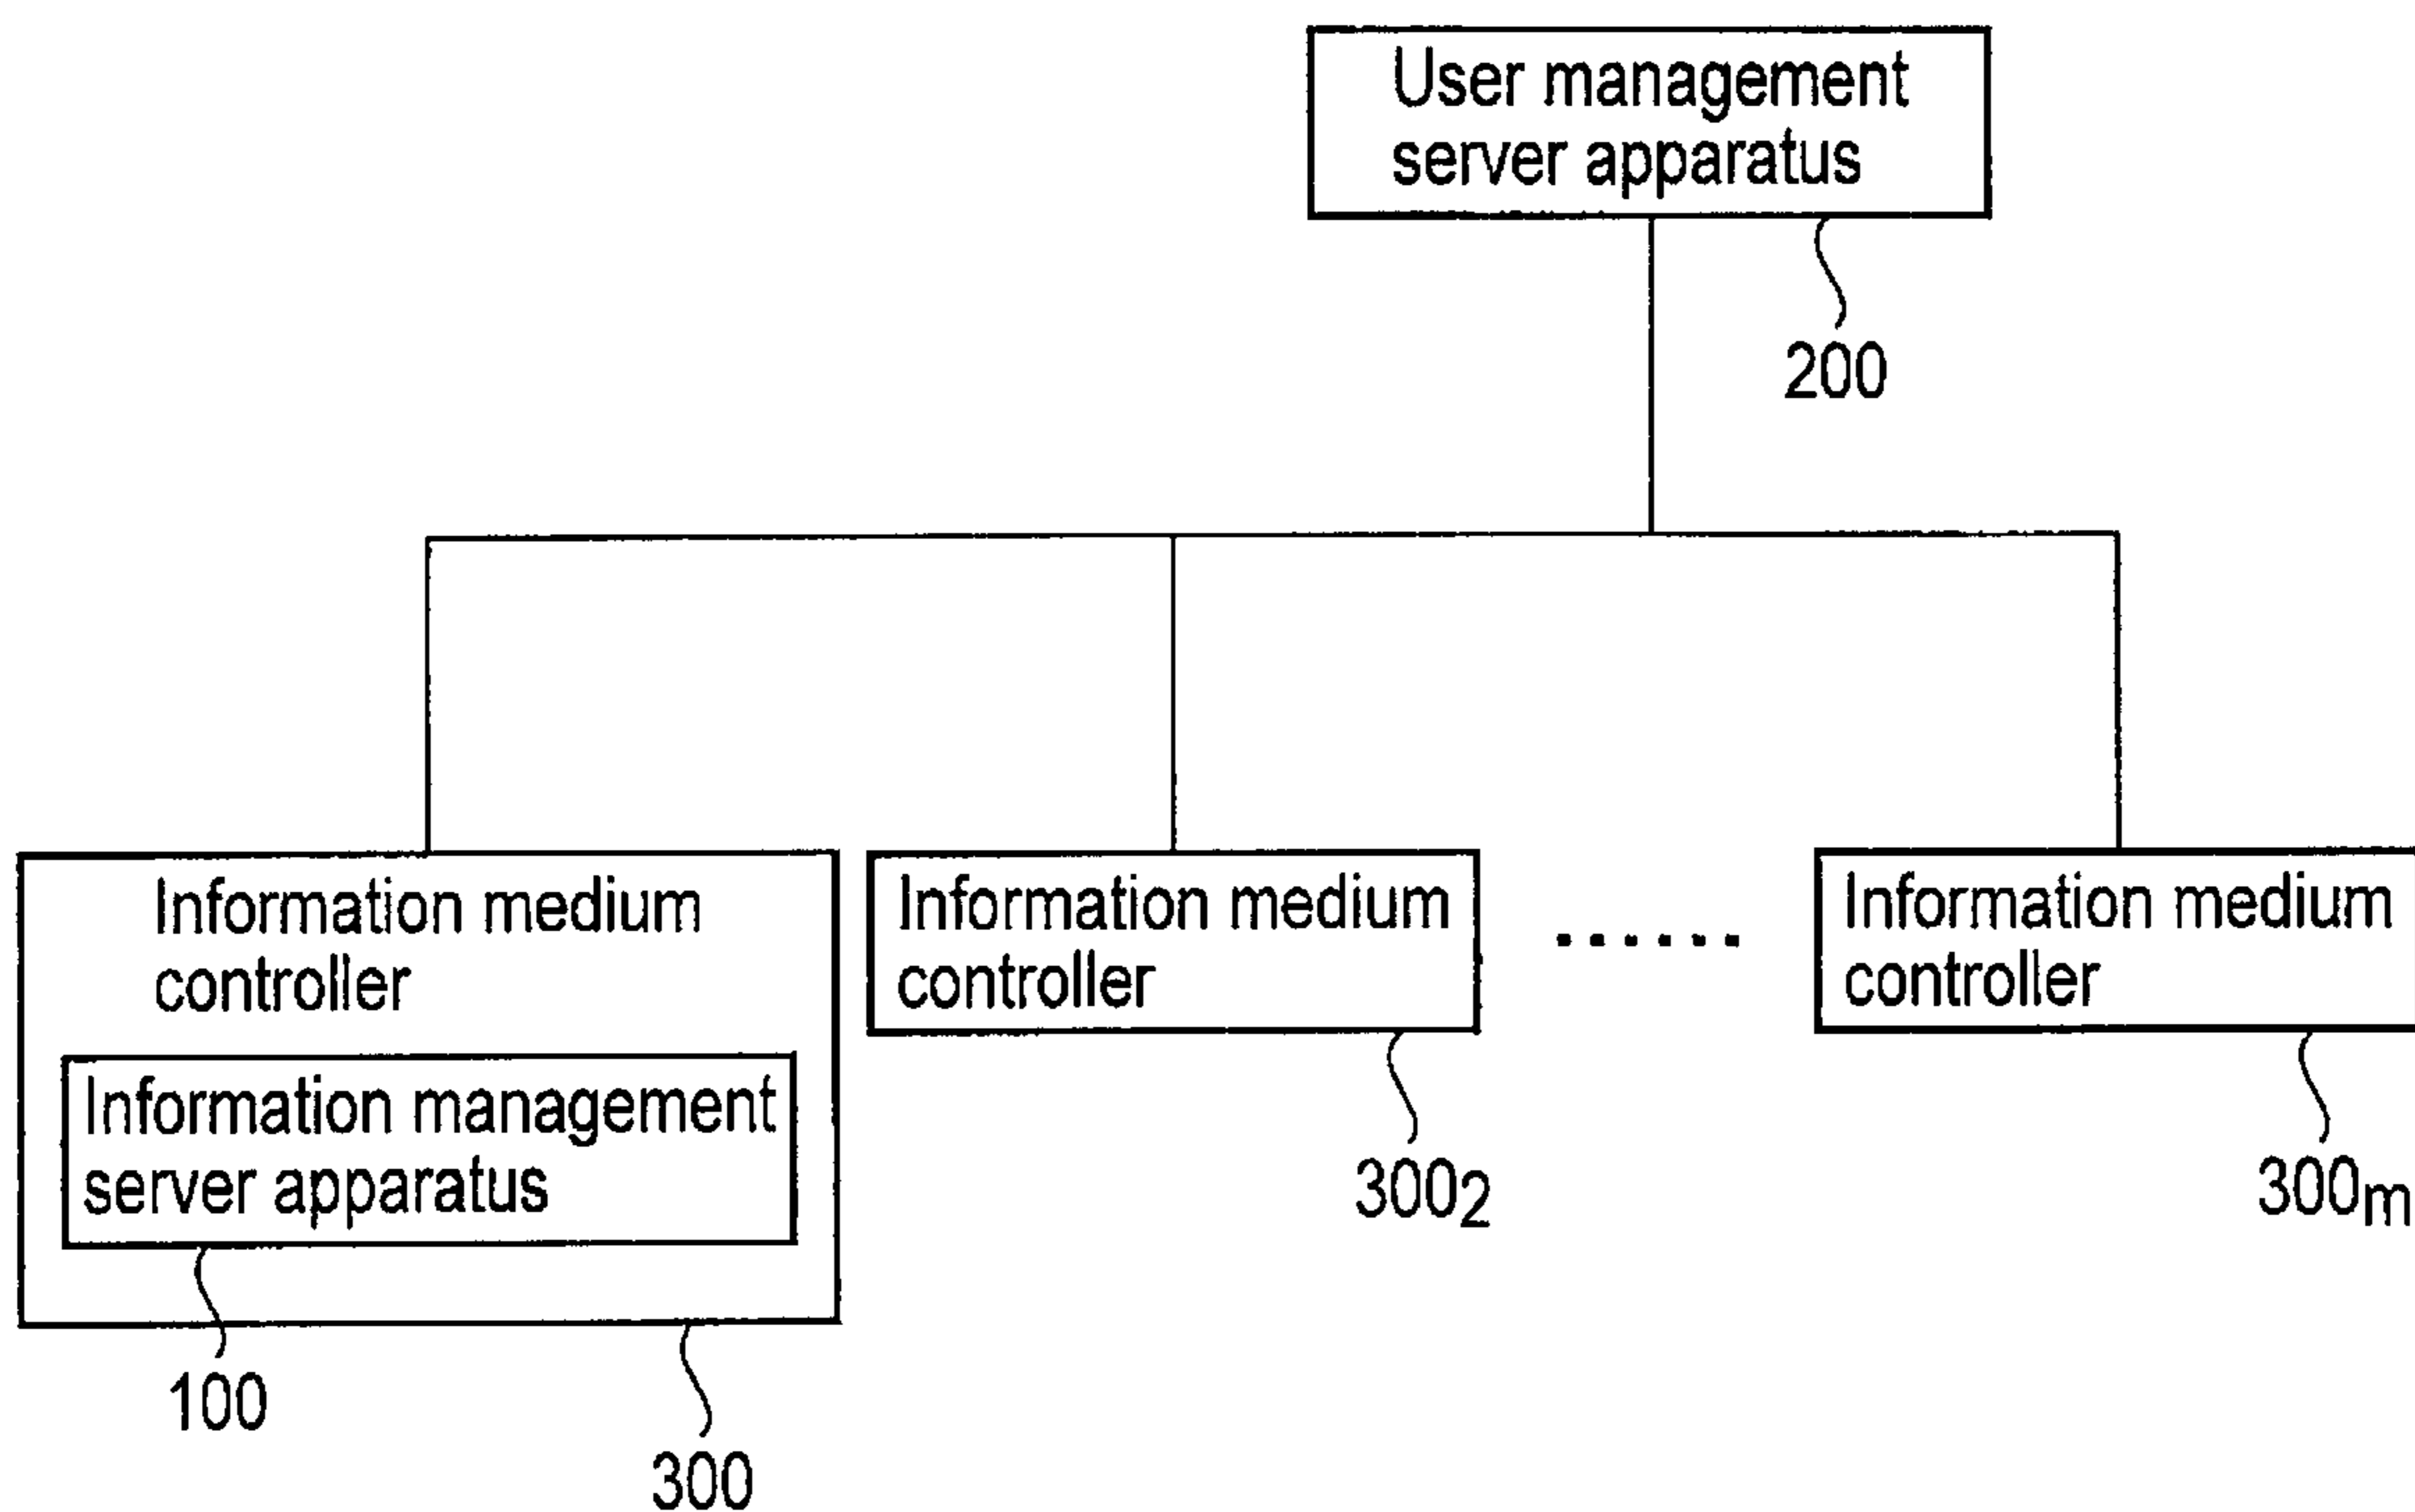 User management
server apparatus
200
Information medium
controller
Information management
server apparatus
100
300
Information medium
controller
300₂
......
Information medium
controller
300ₘ